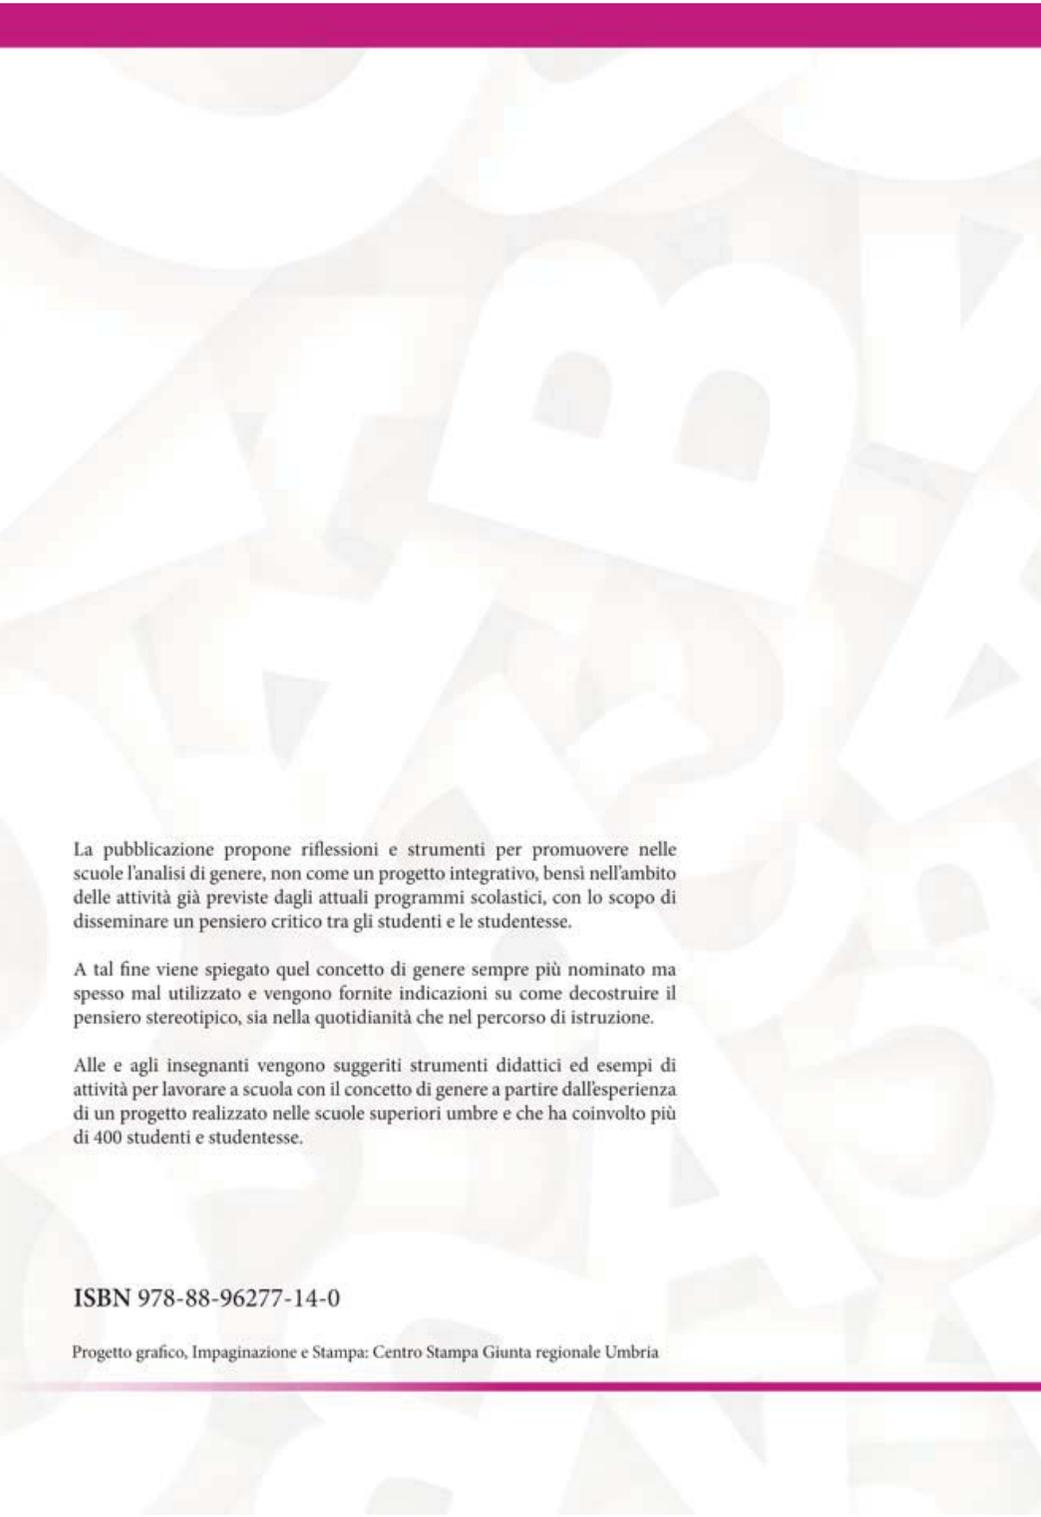 La pubblicazione propone riflessioni e strumenti per promuovere nelle
scuole l'analisi di genere, non come un progetto integrativo, bensì nell'ambito
delle attività già previste dagli attuali programmi scolastici, con lo scopo di
disseminare un pensiero critico tra gli studenti e le studentesse.
A tal fine viene spiegato quel concetto di genere sempre più nominato ma
spesso mal utilizzato e vengono fornite indicazioni su come decostruire il
pensiero stereotipico, sia nella quotidianità che nel percorso di istruzione.
Alle e agli insegnanti vengono suggeriti strumenti didattici ed esempi di
attività per lavorare a scuola con il concetto di genere a partire dall'esperienza
di un progetto realizzato nelle scuole superiori umbre e che ha coinvolto più
di 400 studenti e studentesse.
ISBN 978-88-96277-14-0
Progetto grafico, Impaginazione e Stampa: Centro Stampa Giunta regionale Umbria